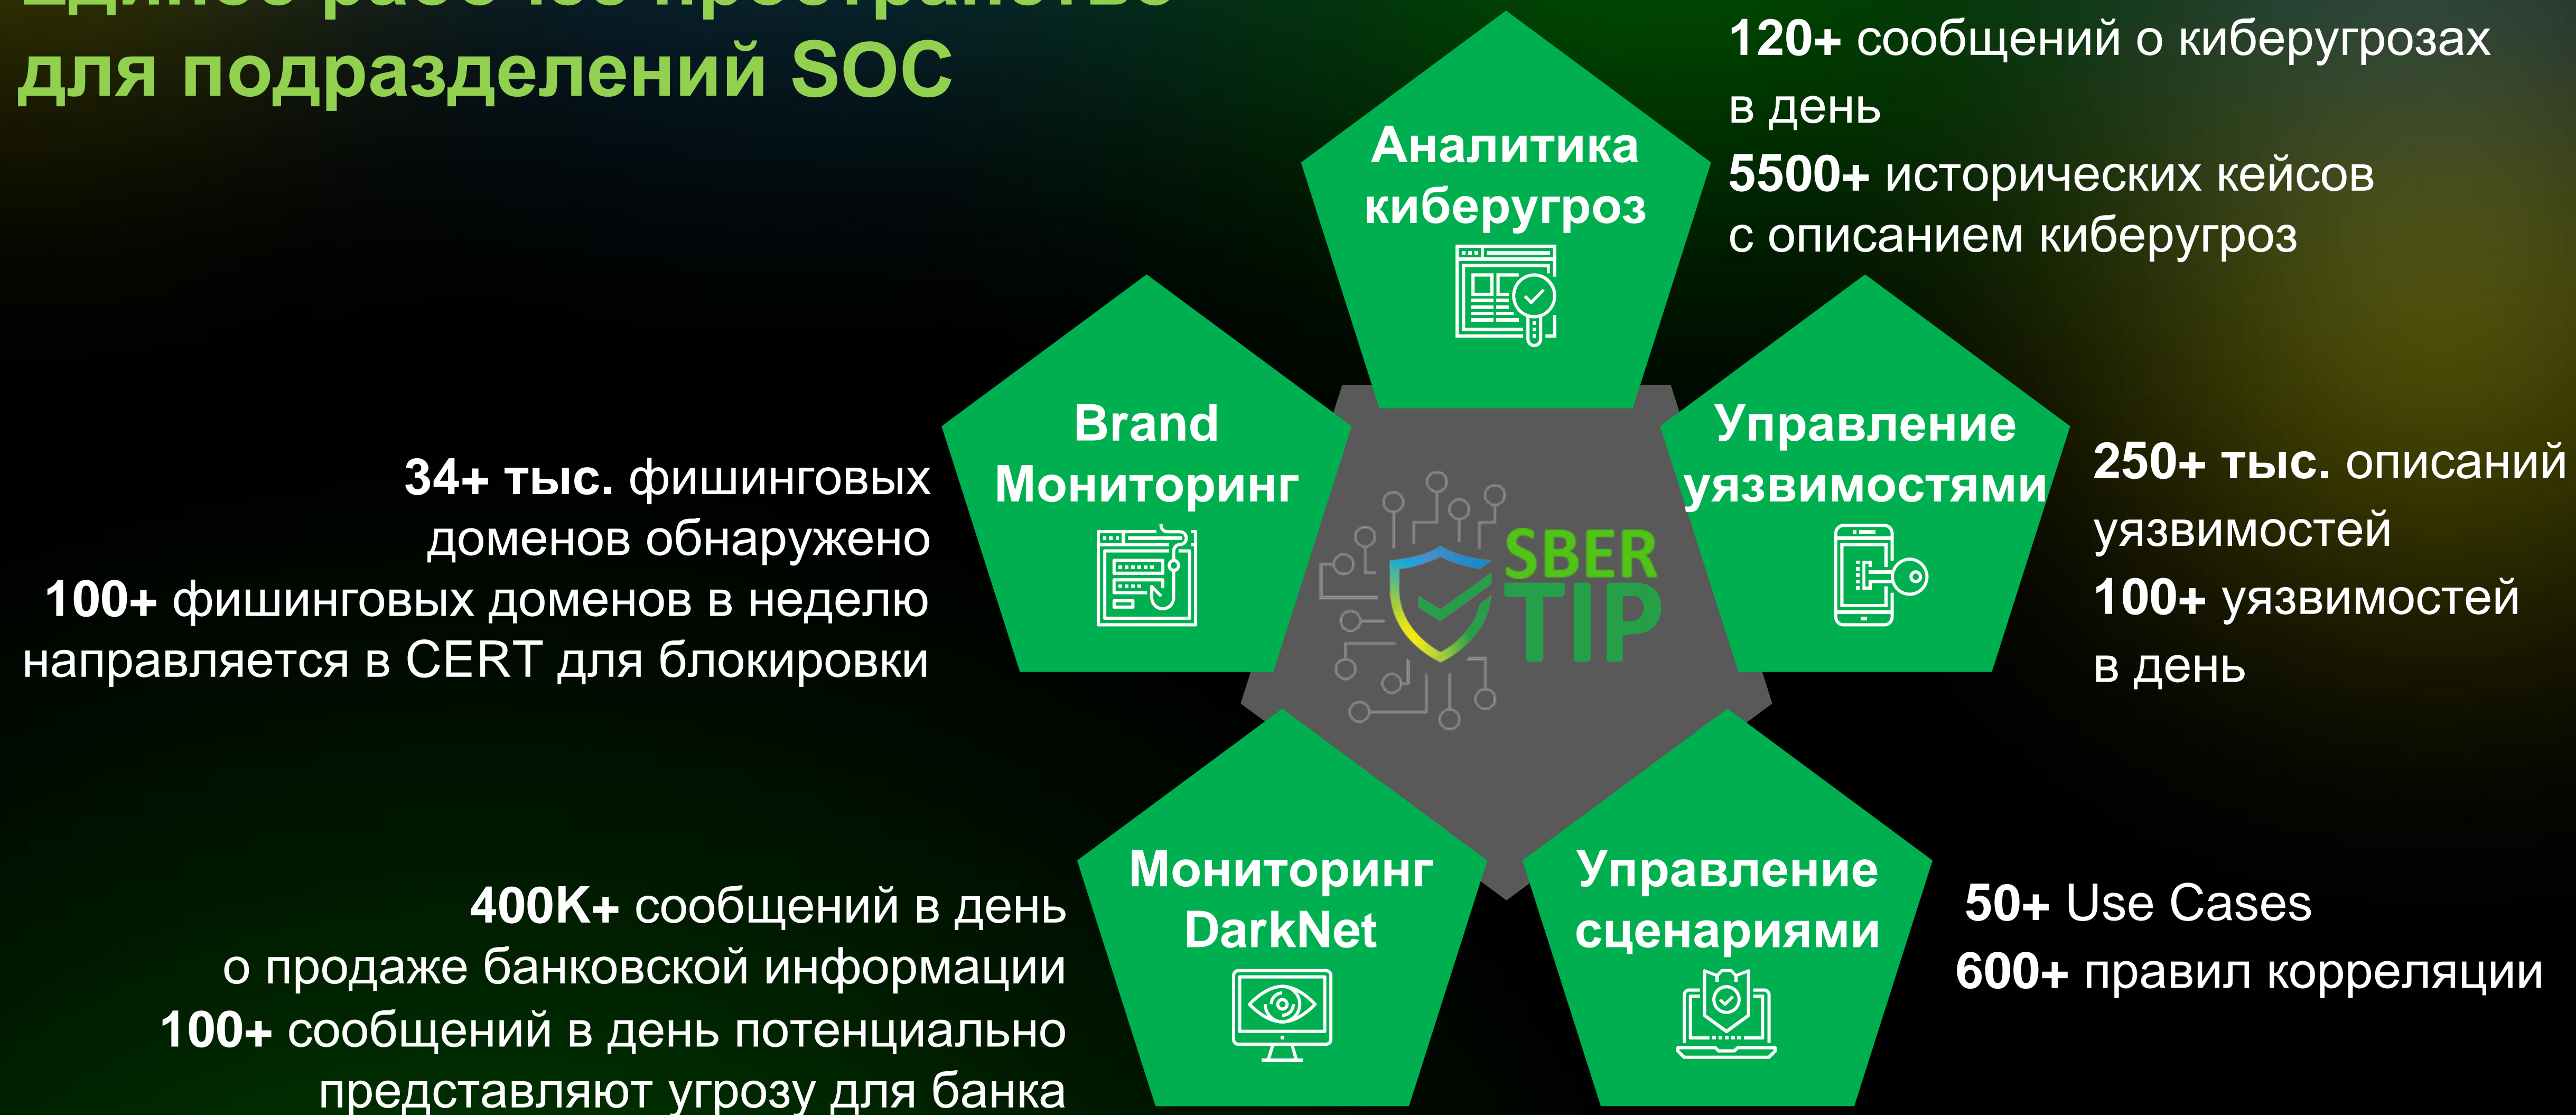 Единое рабочее пространство
для подразделений SOC
120+ сообщений о киберугрозах
в день
5500+ исторических кейсов
с описанием киберугроз
Аналитика
киберугроз
Brand
Мониторинг
34+ тыс. фишинговых
доменов обнаружено
100+ фишинговых доменов в неделю
направляется в CERT для блокировки
SBER
TIP
Управление
уязвимостями
250+ тыс. описаний
уязвимостей
100+ уязвимостей
в день
Мониторинг
DarkNet
400K+ сообщений в день
о продаже банковской информации
100+ сообщений в день потенциально
представляют угрозу для банка
Управление
сценариями
50+ Use Cases
600+ правил корреляции